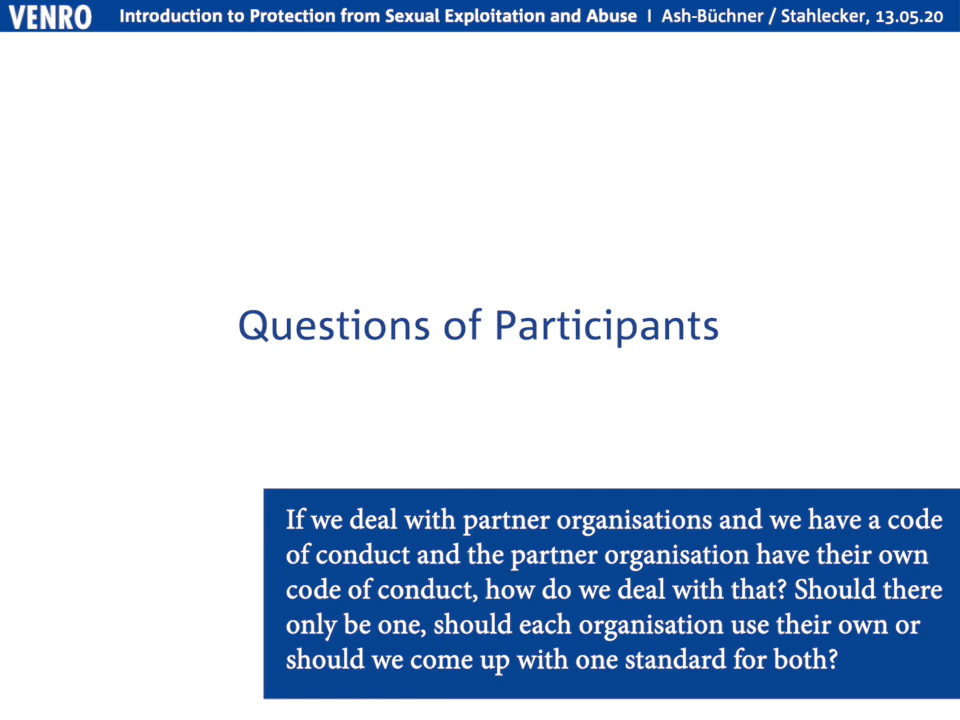 VENRO Introduction to Protection from Sexual Exploitation and Abuse I Ash-Büchner / Stahlecker, 13.05.20
Questions of Participants
If we deal with partner organisations and we have a code
of conduct and the partner organisation have their own
code of conduct, how do we deal with that? Should there
only be one, should each organisation use their own or
should we come up with one standard for both?